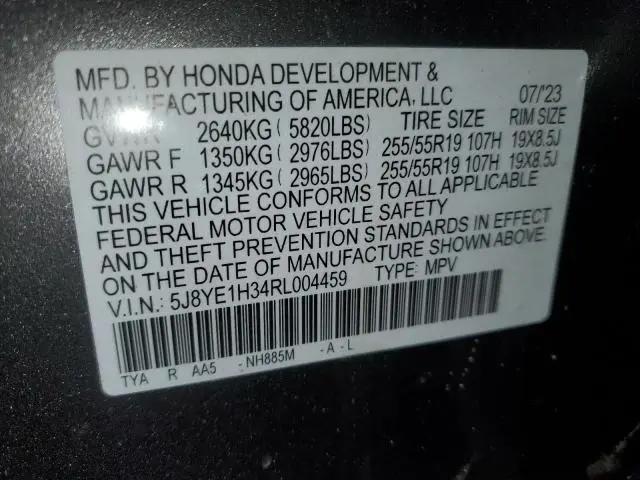 MFD. BY HONDA DEVELOPMENT &
MANUFACTURING OF AMERICA, LLC 07/'23
GVWR 2640KG ( 5820LBS) TIRE SIZE RIM SIZE
GAWR F 1350KG ( 2976LBS) 255/55R19 107H 19X8.5J
GAWR R 1345KG ( 2965LBS) 255/55R19 107H 19X8.5J
THIS VEHICLE CONFORMS TO ALL APPLICABLE
FEDERAL MOTOR VEHICLE SAFETY
AND THEFT PREVENTION STANDARDS IN EFFECT
ON THE DATE OF MANUFACTURE SHOWN ABOVE.
V.I.N.: 5J8YE1H34RL004459 TYPE: MPV
TYA R AA5 - NH885M - A - L